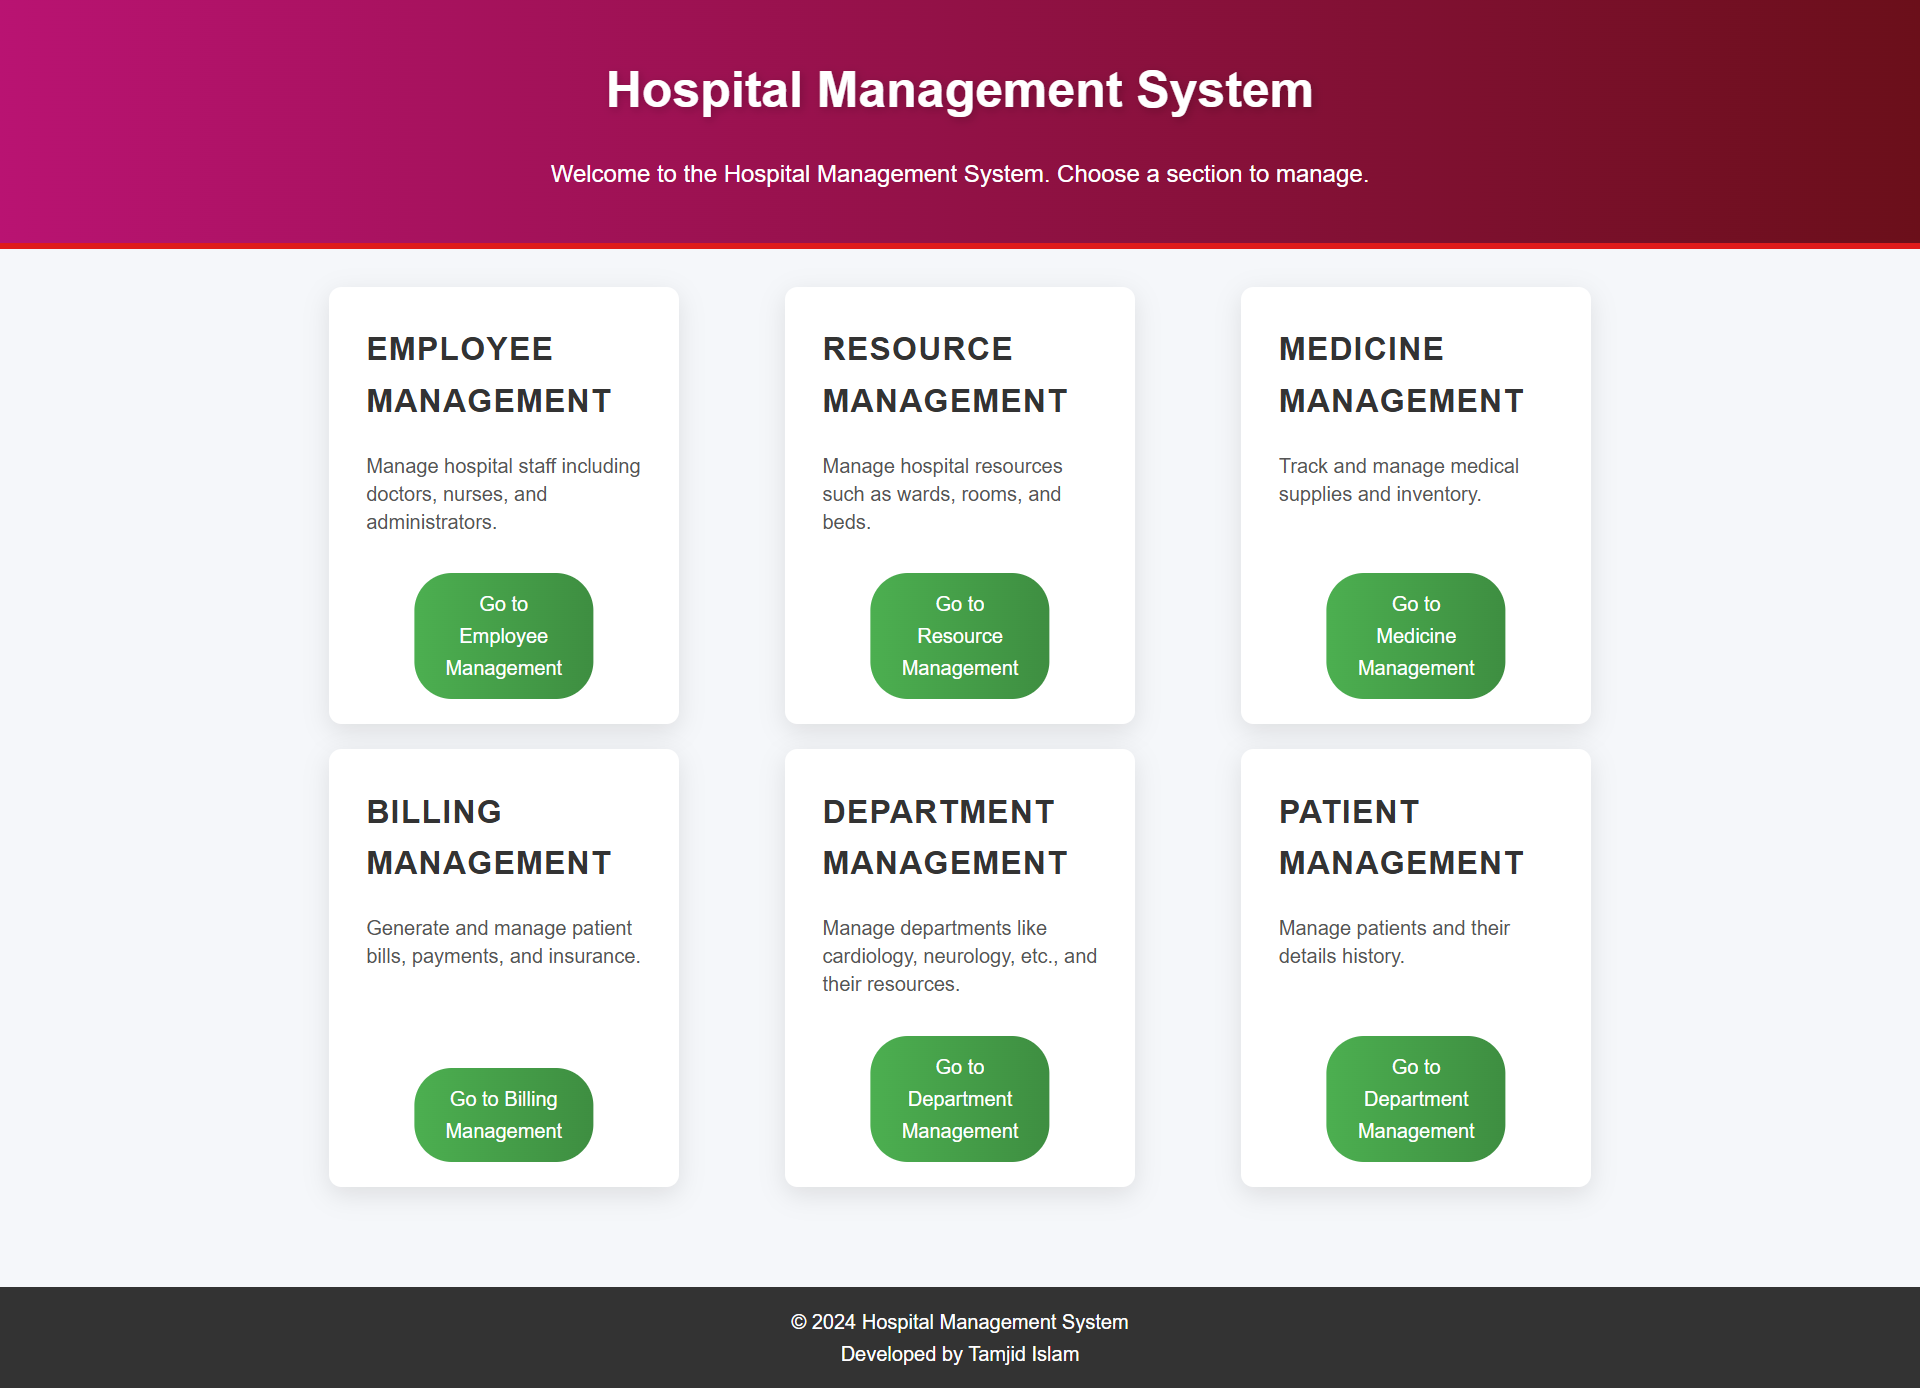 Hospital Management System
Welcome to the Hospital Management System. Choose a section to manage.
EMPLOYEE
MANAGEMENT
Manage hospital staff including
doctors, nurses, and
administrators.
Go to
Employee
Management
RESOURCE
MANAGEMENT
Manage hospital resources
such as wards, rooms, and
beds.
Go to
Resource
Management
MEDICINE
MANAGEMENT
Track and manage medical
supplies and inventory.
Go to
Medicine
Management
BILLING
MANAGEMENT
Generate and manage patient
bills, payments, and insurance.
Go to Billing
Management
DEPARTMENT
MANAGEMENT
Manage departments like
cardiology, neurology, etc., and
their resources.
Go to
Department
Management
PATIENT
MANAGEMENT
Manage patients and their
details history.
Go to
Department
Management
© 2024 Hospital Management System
Developed by Tamjid Islam